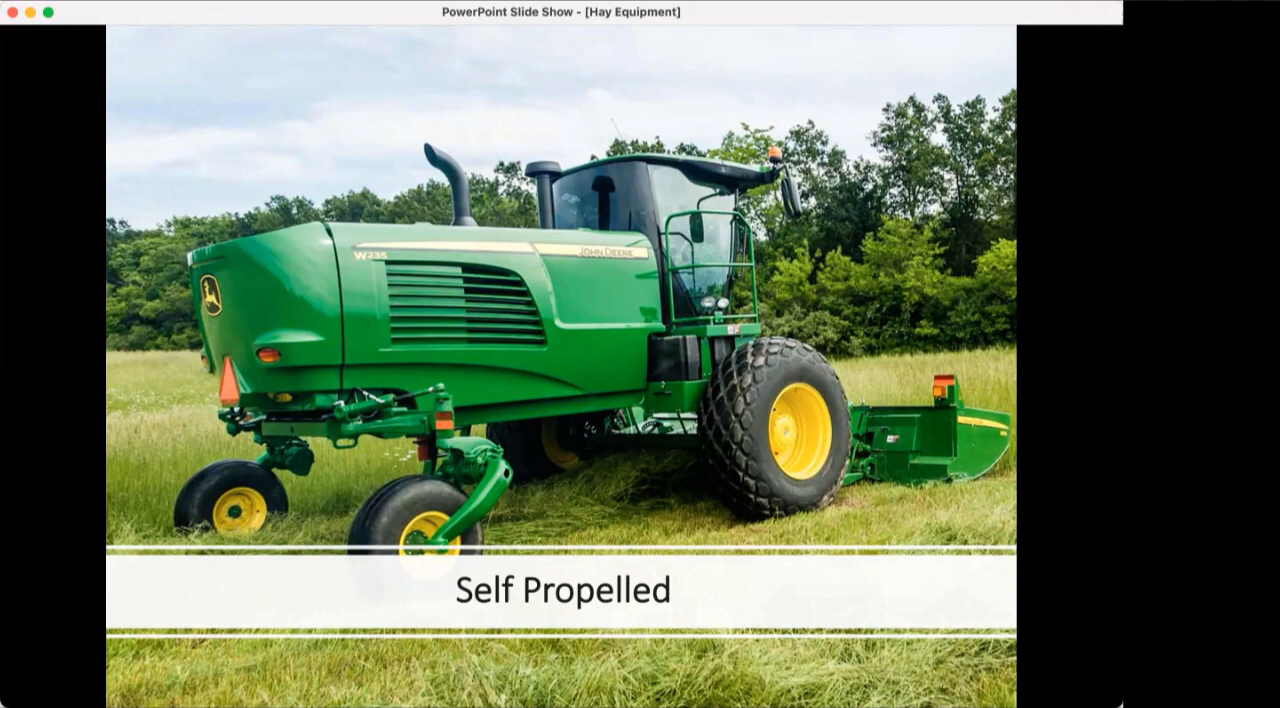 PowerPoint Slide Show - [Hay Equipment]
W235
JOHN DEERE
Self Propelled